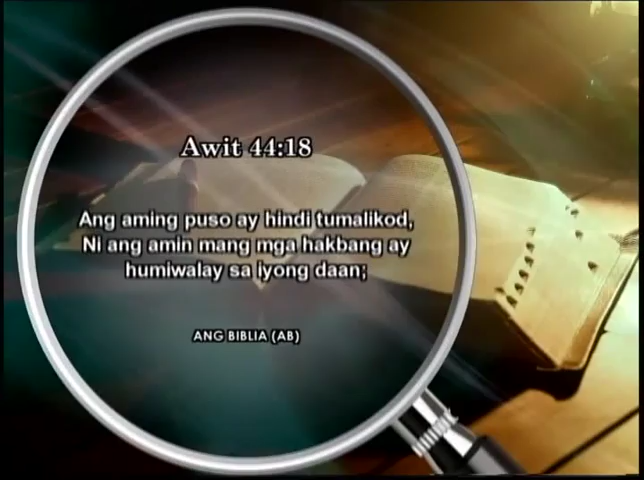 Awit 44:18
Ang aming puso ay hindi tumalikod,
Ni ang amin mang mga hakbang ay
humiwalay sa iyong daan;
ANG BIBLIA (AB)